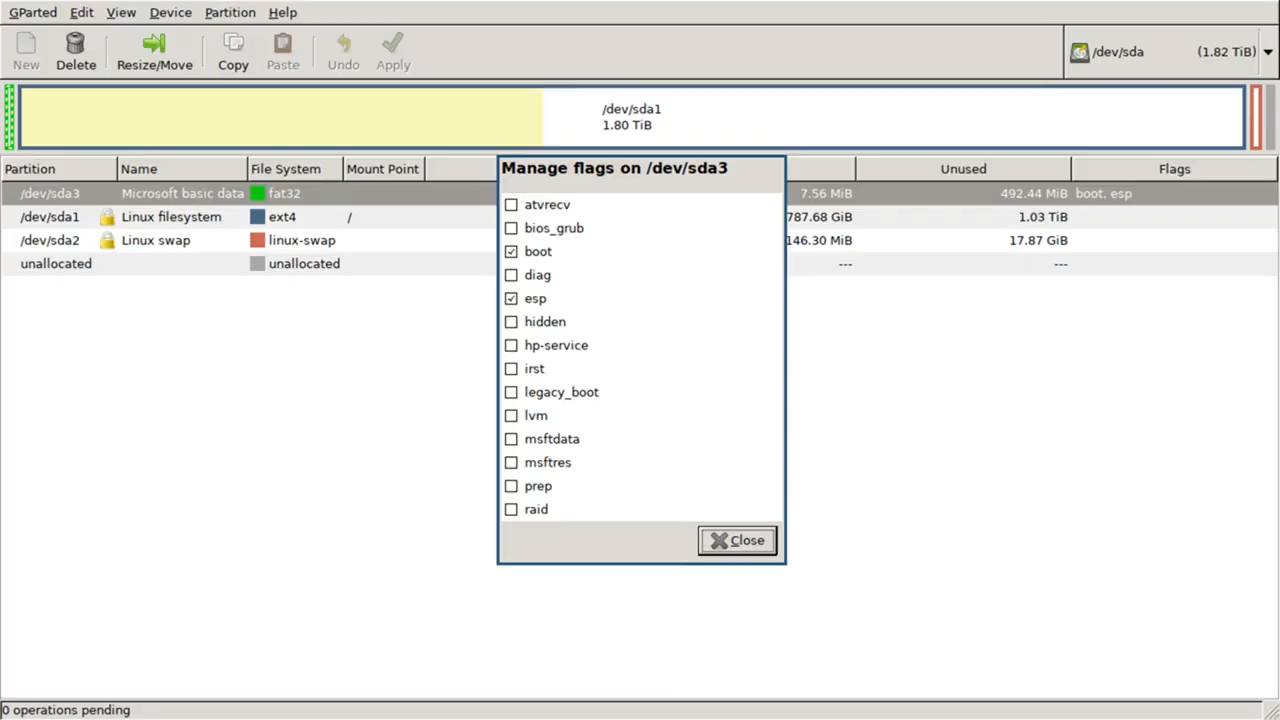 GParted Edit View Device Partition Help
New Delete Resize/Move Copy Paste Undo Apply /dev/sda (1.82 TiB)
/dev/sda1
1.80 TiB
Partition Name File System Mount Point Unused Flags
/dev/sda3 Microsoft basic data fat32 7.56 MiB 492.44 MiB boot, esp
/dev/sda1 Linux filesystem ext4 / 787.68 GiB 1.03 TiB
/dev/sda2 Linux swap linux-swap 146.30 MiB 17.87 GiB
unallocated unallocated --- ---
Manage flags on /dev/sda3
atvrecv
bios_grub
boot
diag
esp
hidden
hp-service
irst
legacy_boot
lvm
msftdata
msftres
prep
raid
Close
0 operations pending